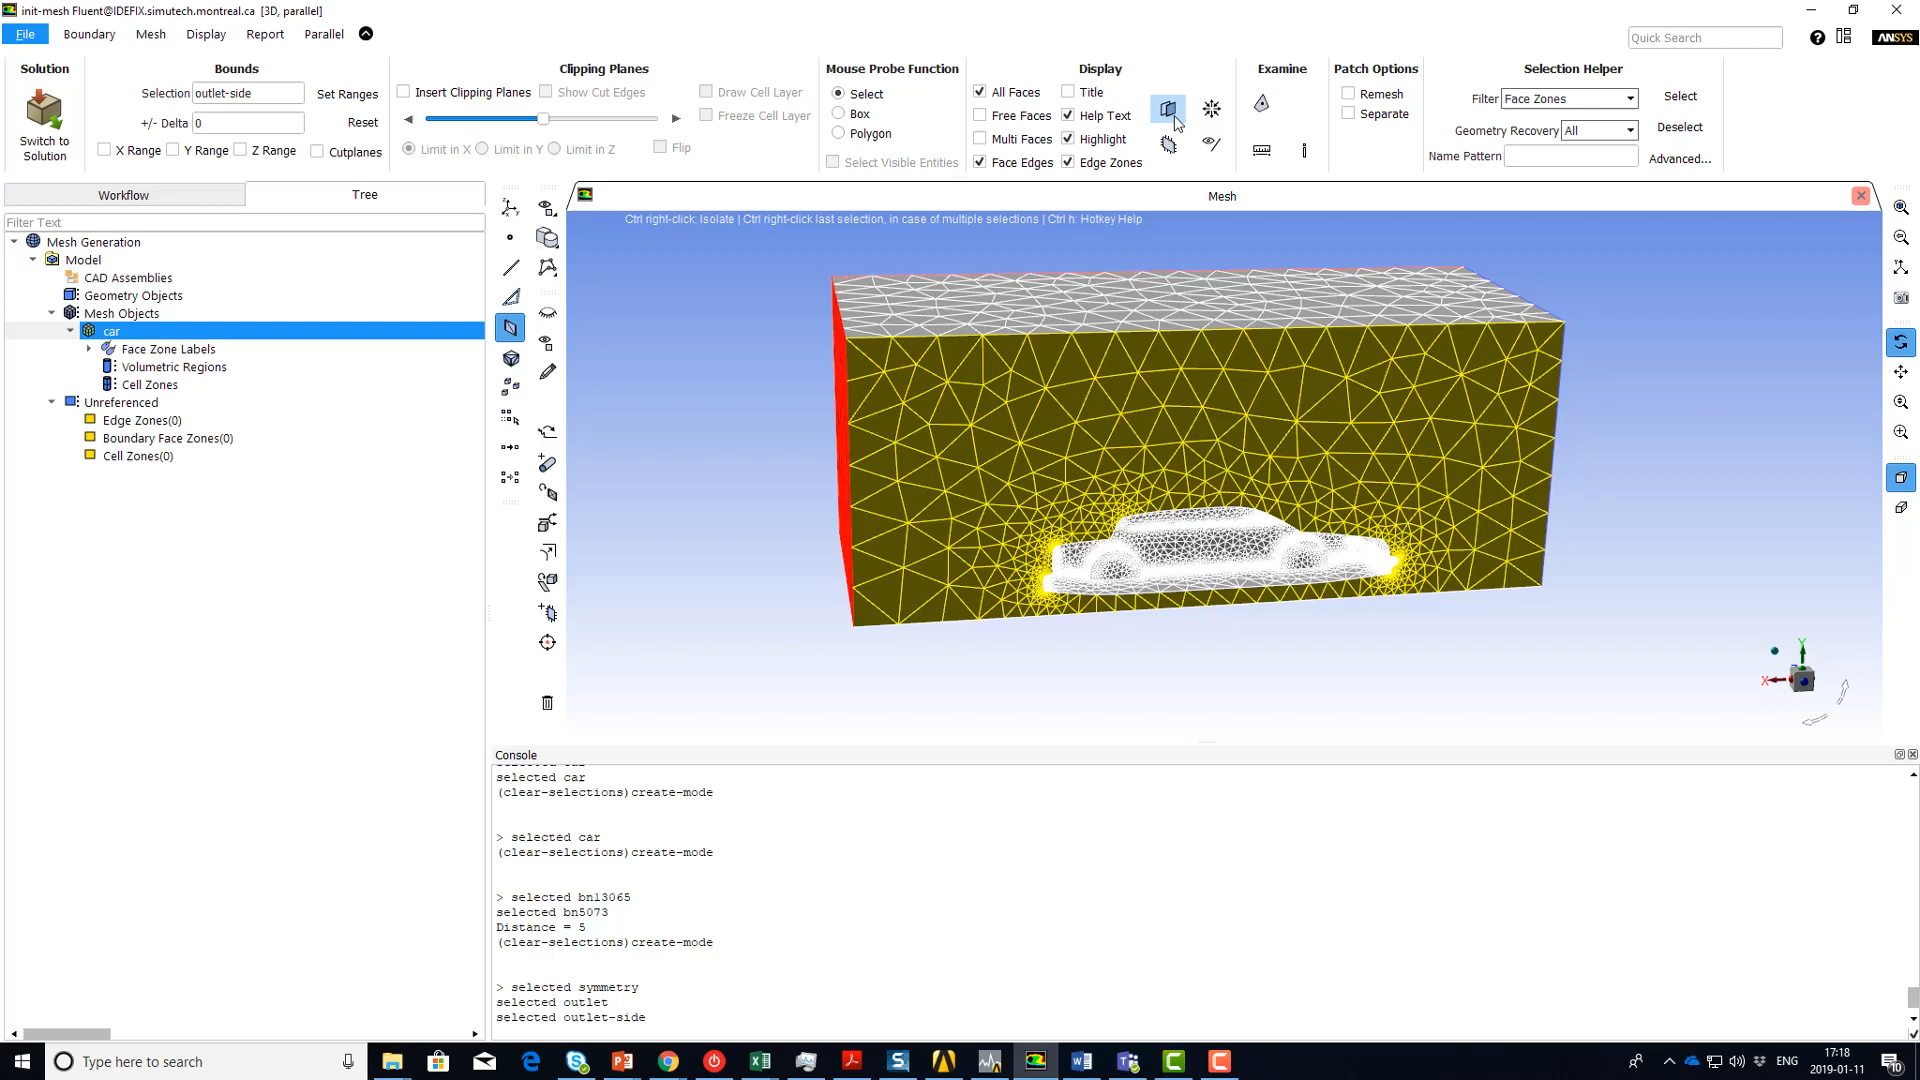 init-mesh Fluent@IDEFIX.simutech.montreal.ca [3D, parallel]
File Boundary Mesh Display Report Parallel
Quick Search
ANSYS
Solution
Switch to
Solution
Bounds
Selection outlet-side Set Ranges
+/- Delta 0 Reset
X Range Y Range Z Range Cutplanes
Clipping Planes
Insert Clipping Planes Show Cut Edges Draw Cell Layer
Freeze Cell Layer
Limit in X Limit in Y Limit in Z Flip
Mouse Probe Function
Select
Box
Polygon
Select Visible Entities
Display
All Faces Title
Free Faces Help Text
Multi Faces Highlight
Face Edges Edge Zones
Examine
Patch Options
Remesh
Separate
Selection Helper
Filter Face Zones Select
Geometry Recovery All Deselect
Name Pattern Advanced...
Workflow Tree
Filter Text
Mesh Generation
Model
CAD Assemblies
Geometry Objects
Mesh Objects
car
Face Zone Labels
Volumetric Regions
Cell Zones
Unreferenced
Edge Zones(0)
Boundary Face Zones(0)
Cell Zones(0)
Mesh
Ctrl right-click: Isolate | Ctrl right-click last selection, in case of multiple selections | Ctrl h: Hotkey Help
Y
X
Console
selected car
(clear-selections)create-mode
> selected car
(clear-selections)create-mode
> selected bn13065
selected bn5073
Distance = 5
(clear-selections)create-mode
> selected symmetry
selected outlet
selected outlet-side
Type here to search
ENG
17:18
2019-01-11
10